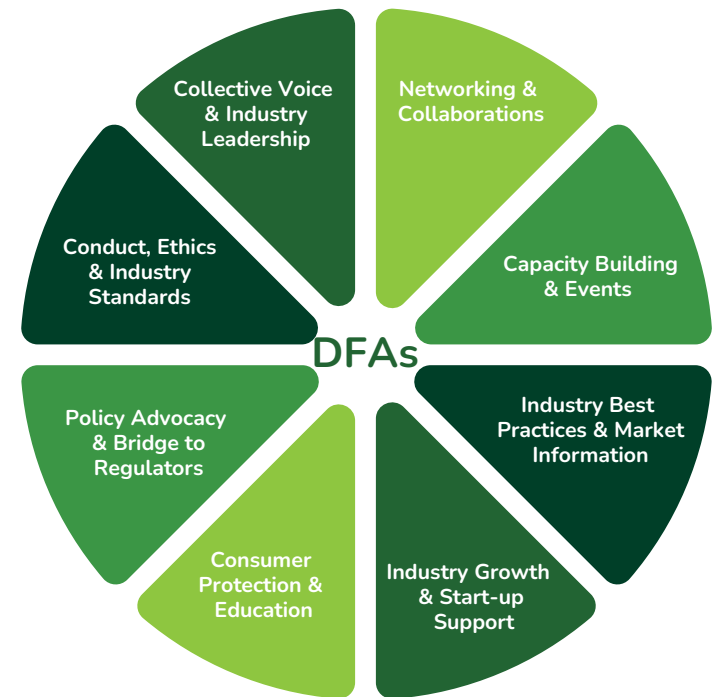 Collective Voice
& Industry
Leadership
Networking &
Collaborations
Conduct, Ethics
& Industry
Standards
Capacity Building
& Events
DFAs
Policy Advocacy
& Bridge to
Regulators
Industry Best
Practices & Market
Information
Consumer
Protection &
Education
Industry Growth
& Start-up
Support